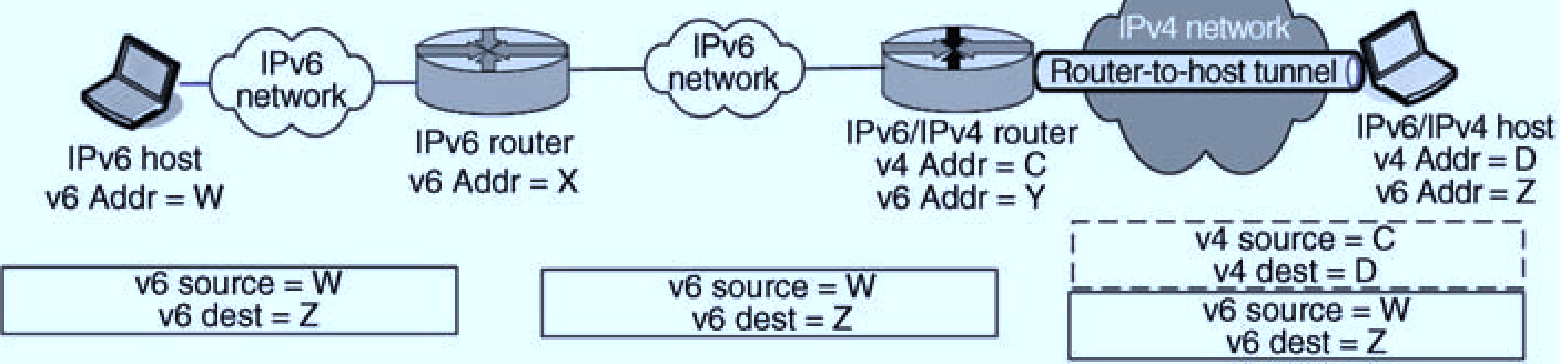 IPv6
network
IPv6
network
IPv4 network
Router-to-host tunnel
IPv6 host
v6 Addr = W
IPv6 router
v6 Addr = X
IPv6/IPv4 router
v4 Addr = C
v6 Addr = Y
IPv6/IPv4 host
v4 Addr = D
v6 Addr = Z
v6 source = W
v6 dest = Z
v6 source = W
v6 dest = Z
v4 source = C
v4 dest = D
v6 source = W
v6 dest = Z